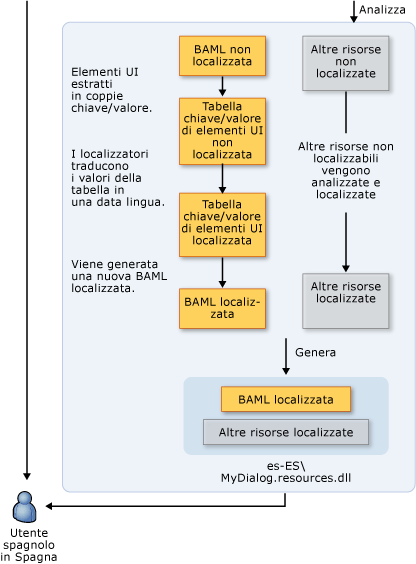 Analizza
BAML non
localizzata
Altre risorse
non
localizzate
Elementi UI
estratti
in coppie
chiave/valore.
Tabella
chiave/valore
di elementi UI
non
localizzata
I localizzatori
traducono
i valori della
tabella in
una data lingua.
Altre risorse non
localizzabili
vengono
analizzate e
localizzate
Tabella
chiave/valore
di elementi UI
localizzata
Viene generata
una nuova BAML
localizzata.
BAML localiz-
zata
Altre risorse
localizzate
Genera
BAML localizzata
Altre risorse localizzate
es-ES\
MyDialog.resources.dll
Utente
spagnolo
in Spagna